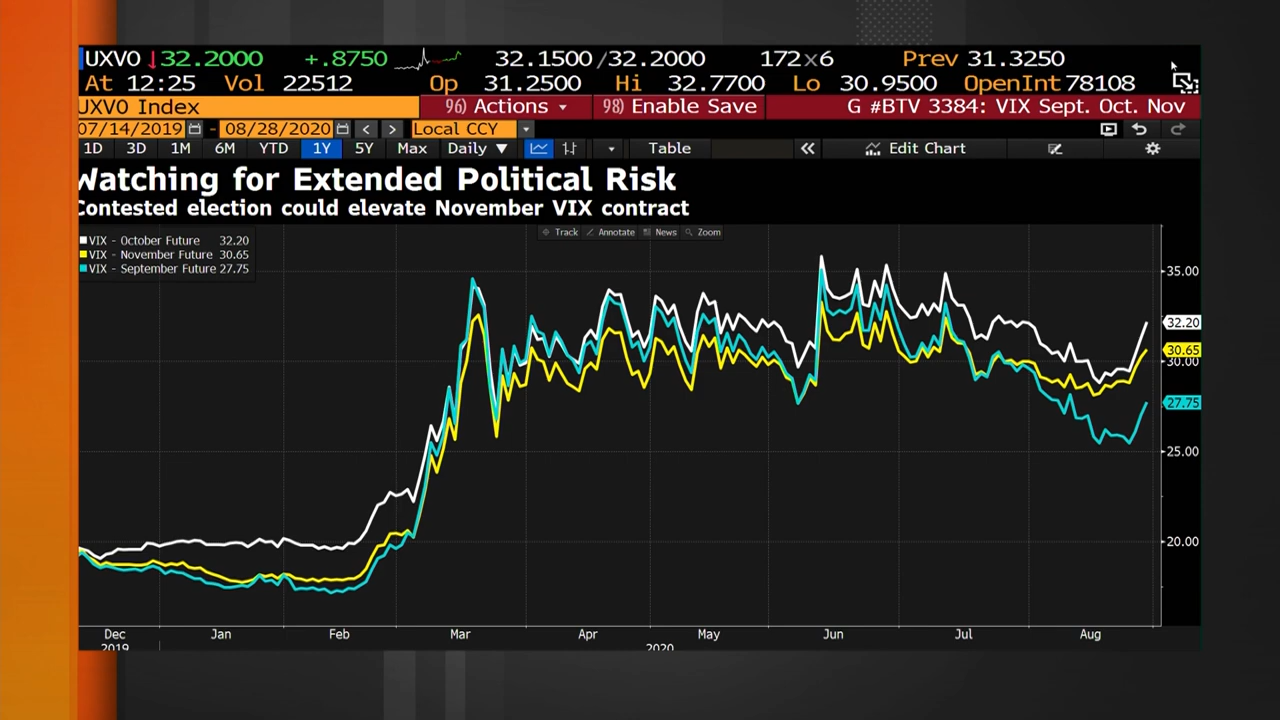 UXV0 ↓32.2000 +.8750 32.1500/32.2000 172x6 Prev 31.3250
At 12:25 Vol 22512 Op 31.2500 Hi 32.7700 Lo 30.9500 OpenInt 78108
UXV0 Index 96) Actions 98) Enable Save G #BTV 3384: VIX Sept. Oct. Nov
07/14/2019 - 08/28/2020 < > Local CCY
1D 3D 1M 6M YTD 1Y 5Y Max Daily ▼ Table « Edit Chart
Watching for Extended Political Risk
Contested election could elevate November VIX contract
Track Annotate News Zoom
VIX - October Future 32.20
VIX - November Future 30.65
VIX - September Future 27.75
35.00
32.20
30.65
30.00
27.75
25.00
20.00
Dec Jan Feb Mar Apr May Jun Jul Aug
2019 2020